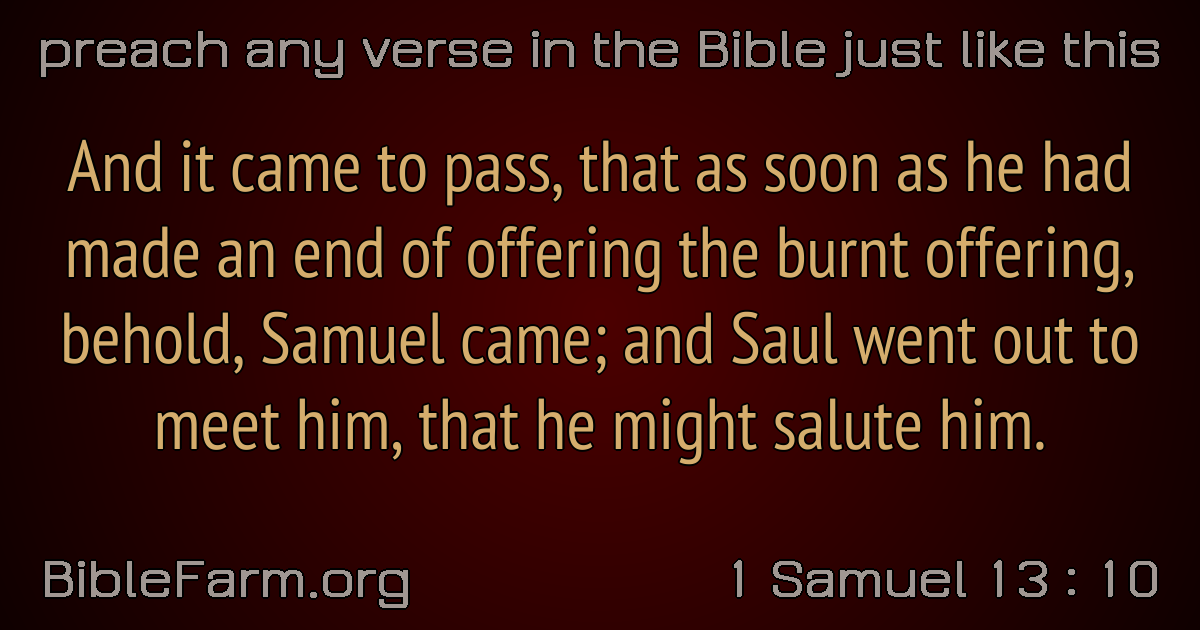 preach any verse in the Bible just like this
And it came to pass, that as soon as he had
made an end of offering the burnt offering,
behold, Samuel came; and Saul went out to
meet him, that he might salute him.
BibleFarm.org
1 Samuel 13 : 10